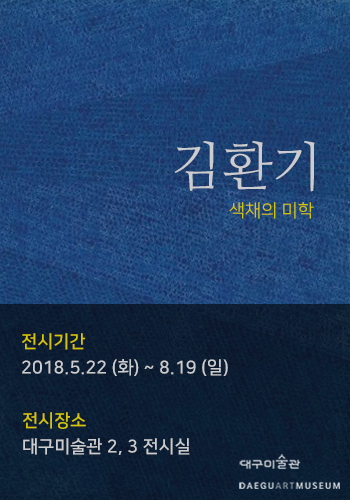 김환기
색채의 미학
전시기간
2018.5.22 (화) ~ 8.19 (일)
전시장소
대구미술관 2, 3 전시실
대구미술관
DAEGUARTMUSEUM